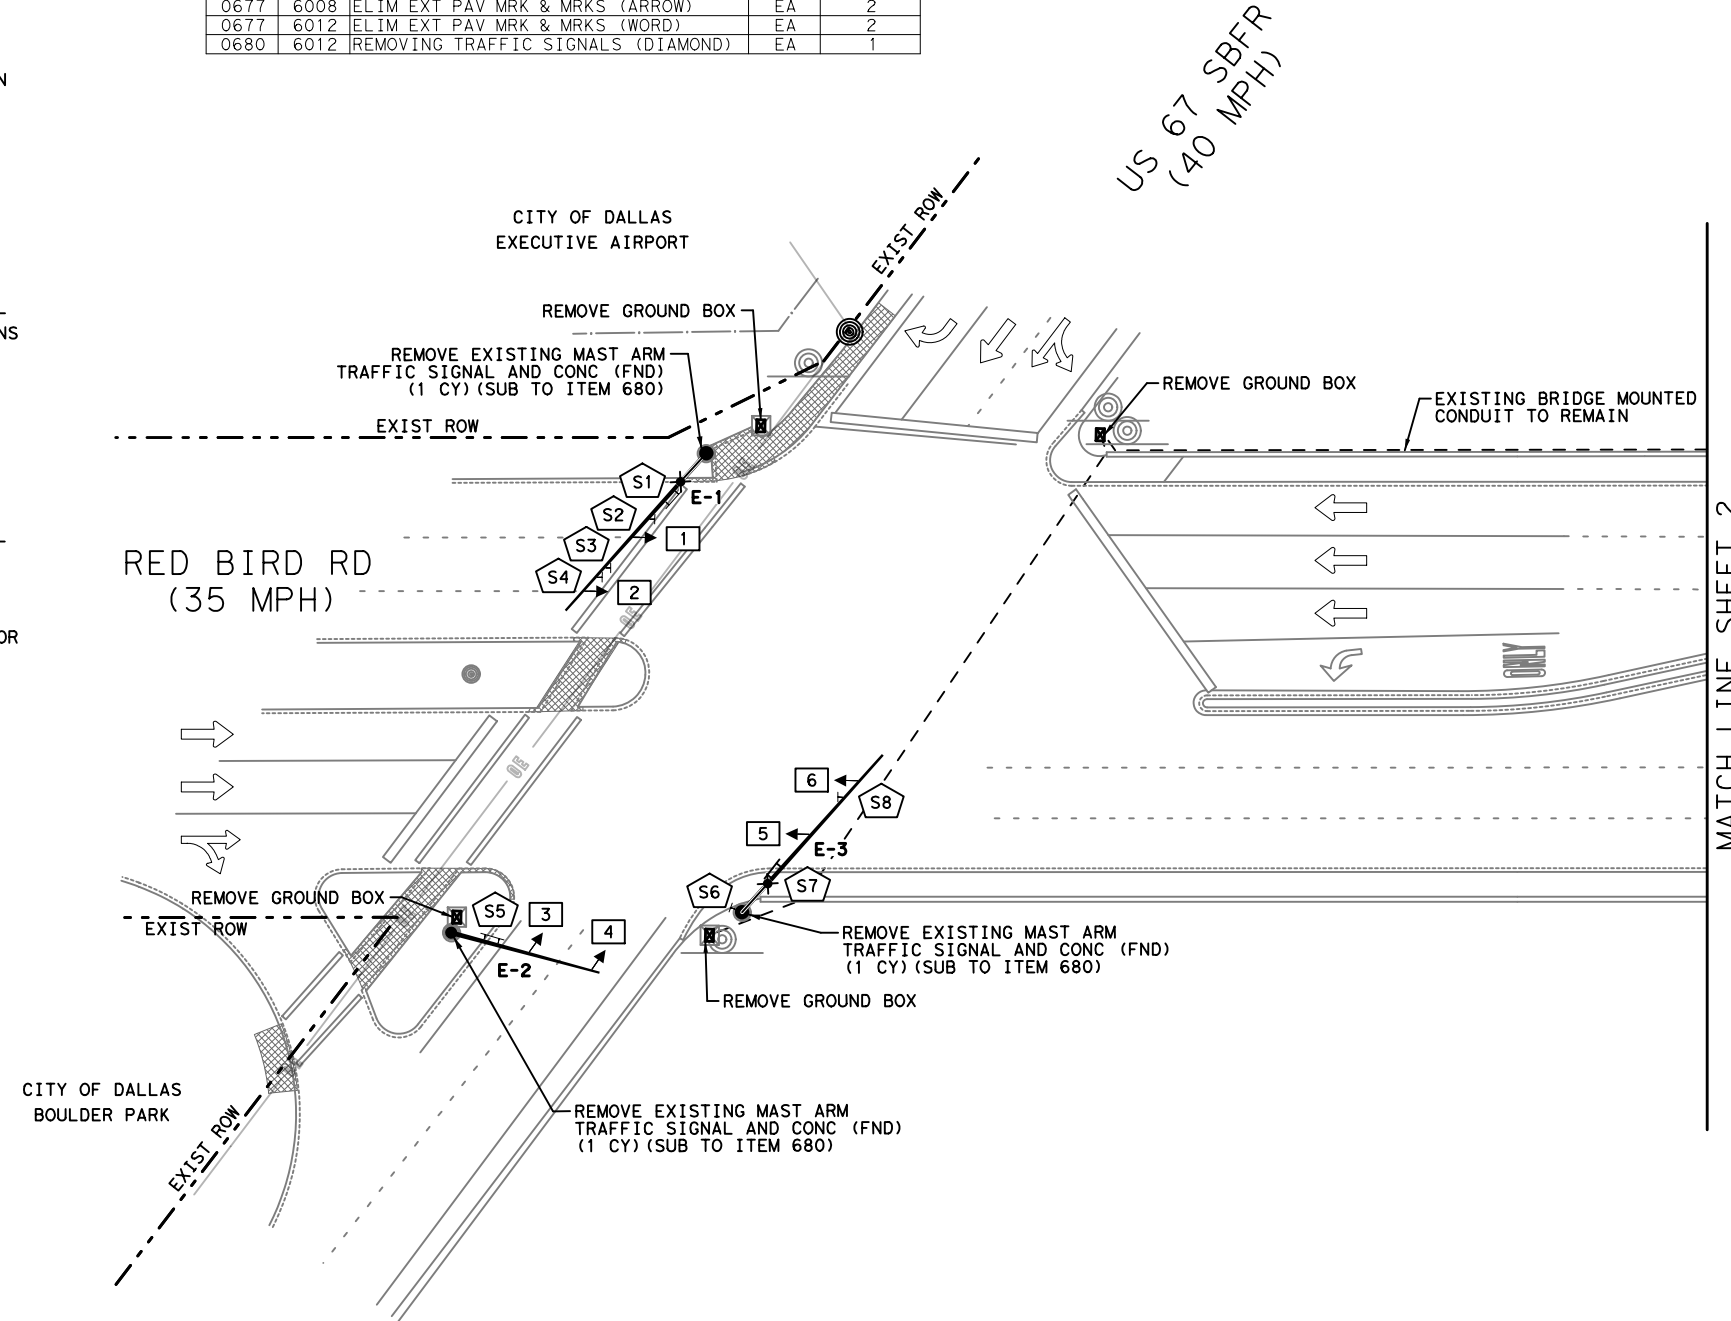 0677 6008 ELIM EXT PAV MRK & MRKS (ARROW) EA 2
0677 6012 ELIM EXT PAV MRK & MRKS (WORD) EA 2
0680 6012 REMOVING TRAFFIC SIGNALS (DIAMOND) EA 1
N
NS
OR
US 67 SBFR
(40 MPH)
CITY OF DALLAS
EXECUTIVE AIRPORT
EXIST ROW
REMOVE GROUND BOX
REMOVE EXISTING MAST ARM
TRAFFIC SIGNAL AND CONC (FND)
(1 CY)(SUB TO ITEM 680)
REMOVE GROUND BOX
EXISTING BRIDGE MOUNTED
CONDUIT TO REMAIN
EXIST ROW
S1
E-1
S2
1
S3
S4
2
RED BIRD RD
(35 MPH)
OE
OE
ONLY
MATCH LINE SHEET 2
OE
6
S8
5
E-3
S6
S7
REMOVE GROUND BOX
S5
3
4
EXIST ROW
E-2
REMOVE EXISTING MAST ARM
TRAFFIC SIGNAL AND CONC (FND)
(1 CY)(SUB TO ITEM 680)
REMOVE GROUND BOX
CITY OF DALLAS
BOULDER PARK
EXIST ROW
REMOVE EXISTING MAST ARM
TRAFFIC SIGNAL AND CONC (FND)
(1 CY)(SUB TO ITEM 680)